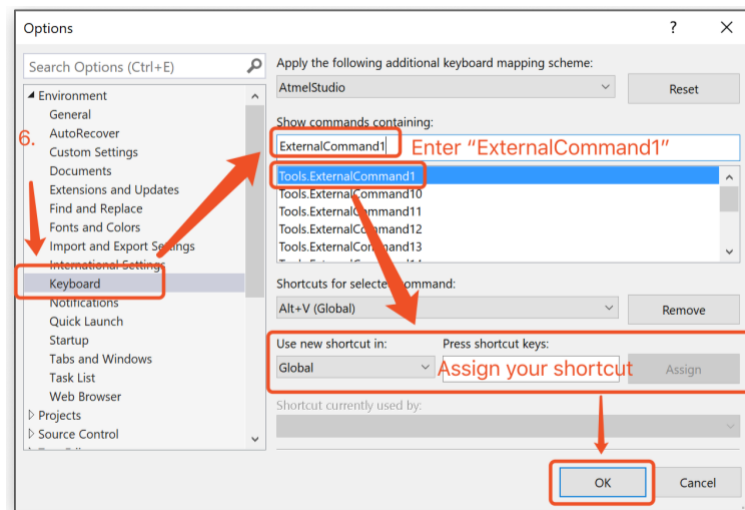 Options
Search Options (Ctrl+E)
Environment
General
6.
AutoRecover
Custom Settings
Documents
Extensions and Updates
Find and Replace
Fonts and Colors
Import and Export Settings
International Settings
Keyboard
Notifications
Quick Launch
Startup
Tabs and Windows
Task List
Web Browser
Projects
Source Control
Apply the following additional keyboard mapping scheme:
AtmelStudio
Reset
Show commands containing:
ExternalCommand1
Enter “ExternalCommand1”
Tools.ExternalCommand1
Tools.ExternalCommand10
Tools.ExternalCommand11
Tools.ExternalCommand12
Tools.ExternalCommand13
Shortcuts for selected command:
Alt+V (Global)
Remove
Use new shortcut in:
Press shortcut keys:
Global
Assign your shortcut
Assign
Shortcut currently used by:
OK
Cancel